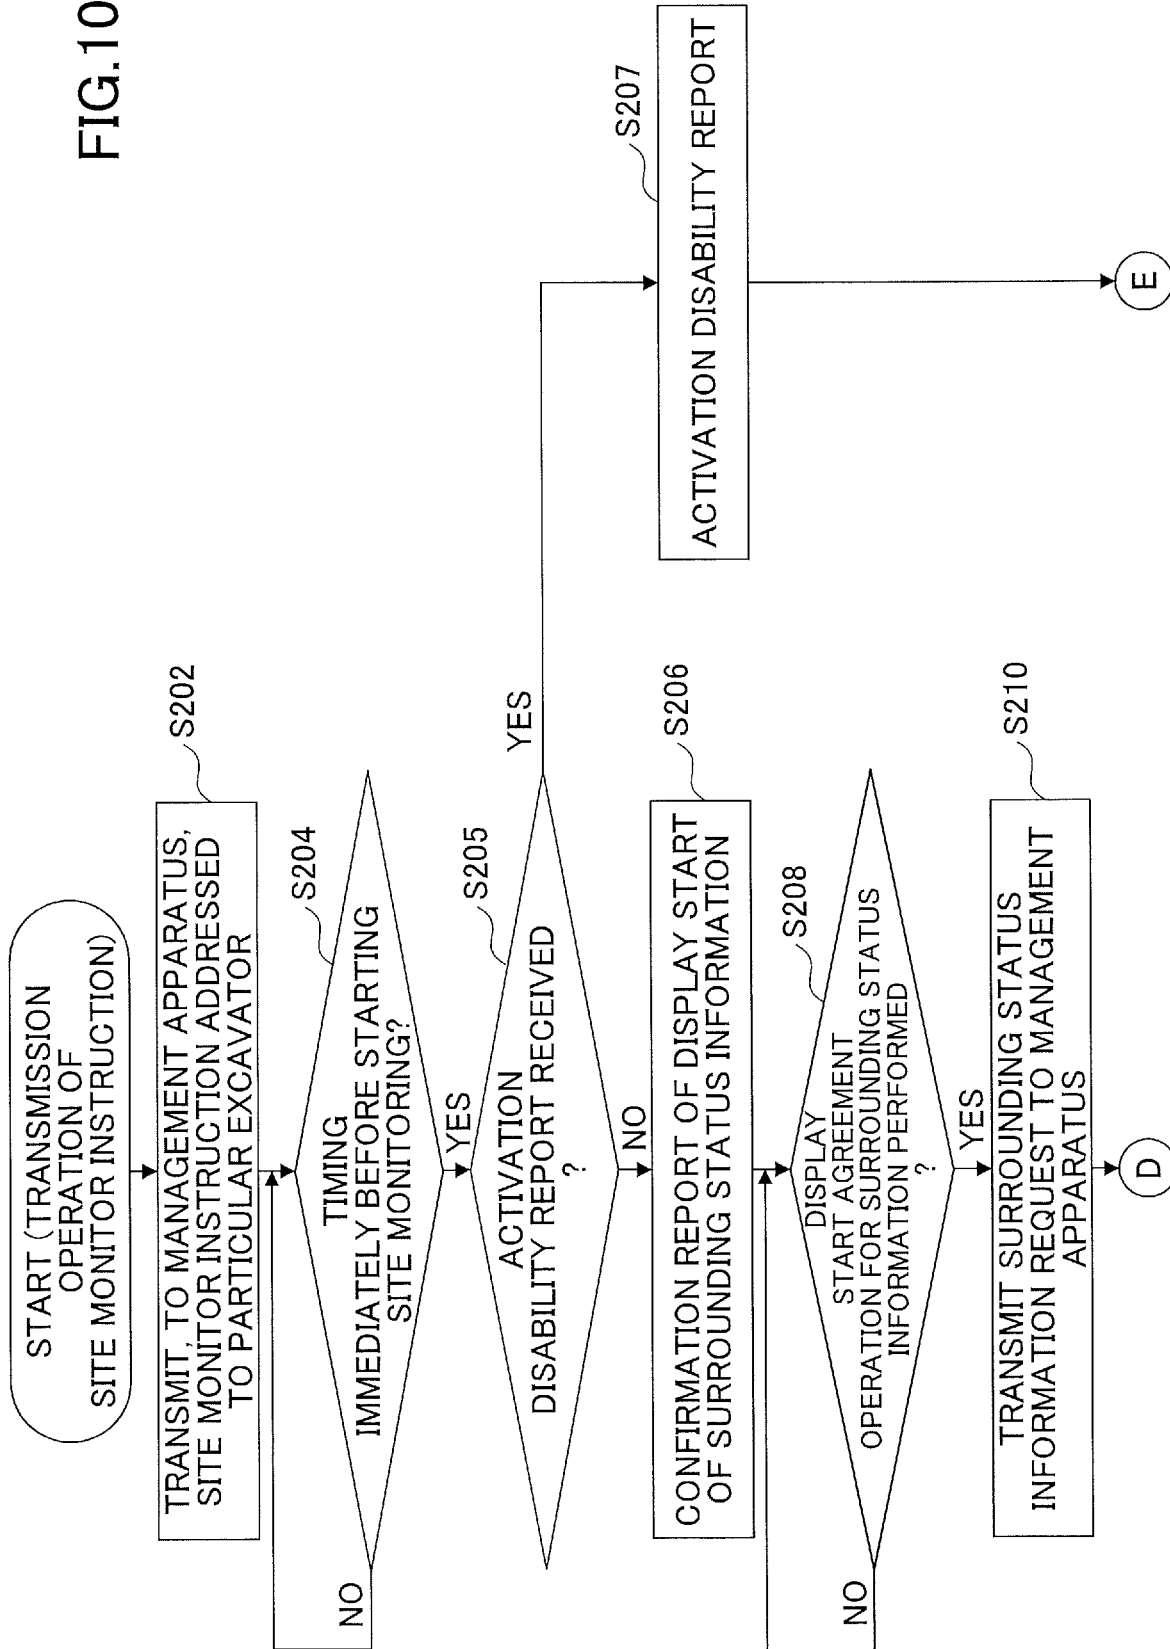 FIG.10
START (TRANSMISSION
OPERATION OF
SITE MONITOR INSTRUCTION)
S202
TRANSMIT, TO MANAGEMENT APPARATUS,
SITE MONITOR INSTRUCTION ADDRESSED
TO PARTICULAR EXCAVATOR
S204
TIMING
IMMEDIATELY BEFORE STARTING
SITE MONITORING?
NO
YES
S205
ACTIVATION
DISABILITY REPORT RECEIVED
?
YES
NO
S207
ACTIVATION DISABILITY REPORT
E
S206
CONFIRMATION REPORT OF DISPLAY START
OF SURROUNDING STATUS INFORMATION
S208
DISPLAY
START AGREEMENT
OPERATION FOR SURROUNDING STATUS
INFORMATION PERFORMED
?
NO
YES
S210
TRANSMIT SURROUNDING STATUS
INFORMATION REQUEST TO MANAGEMENT
APPARATUS
D